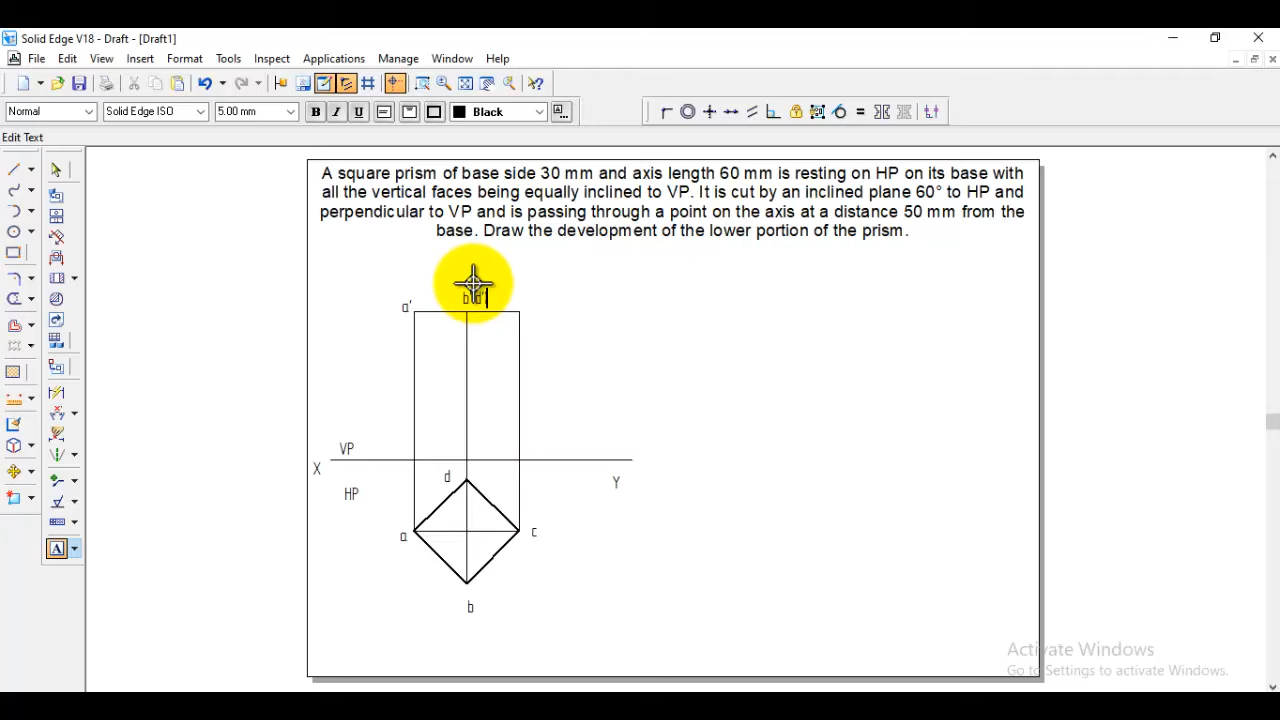 Solid Edge V18 - Draft - [Draft1]
File Edit View Insert Format Tools Inspect Applications Manage Window Help
Normal Solid Edge ISO 5.00 mm B I U Black A...
Edit Text
A square prism of base side 30 mm and axis length 60 mm is resting on HP on its base with
all the vertical faces being equally inclined to VP. It is cut by an inclined plane 60° to HP and
perpendicular to VP and is passing through a point on the axis at a distance 50 mm from the
base. Draw the development of the lower portion of the prism.
a' b' d'
VP
X
HP
Y
d
a
c
b
A
Activate Windows
Go to Settings to activate Windows.